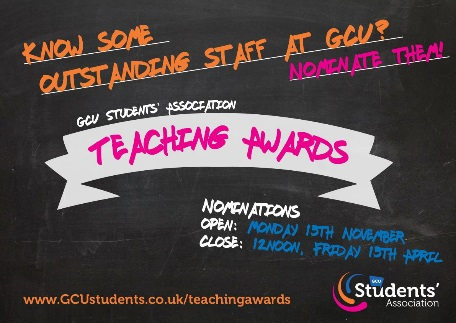 KNOW SOME
OUTSTANDING STAFF AT GCU?
NOMINATE THEM!
GCU STUDENTS' ASSOCIATION
TEACHING AWARDS
NOMINATIONS
OPEN: MONDAY 15TH NOVEMBER.
CLOSE: 12NOON, FRIDAY 15TH APRIL
www.GCUstudents.co.uk/teachingawards
GCU
Students'
Association